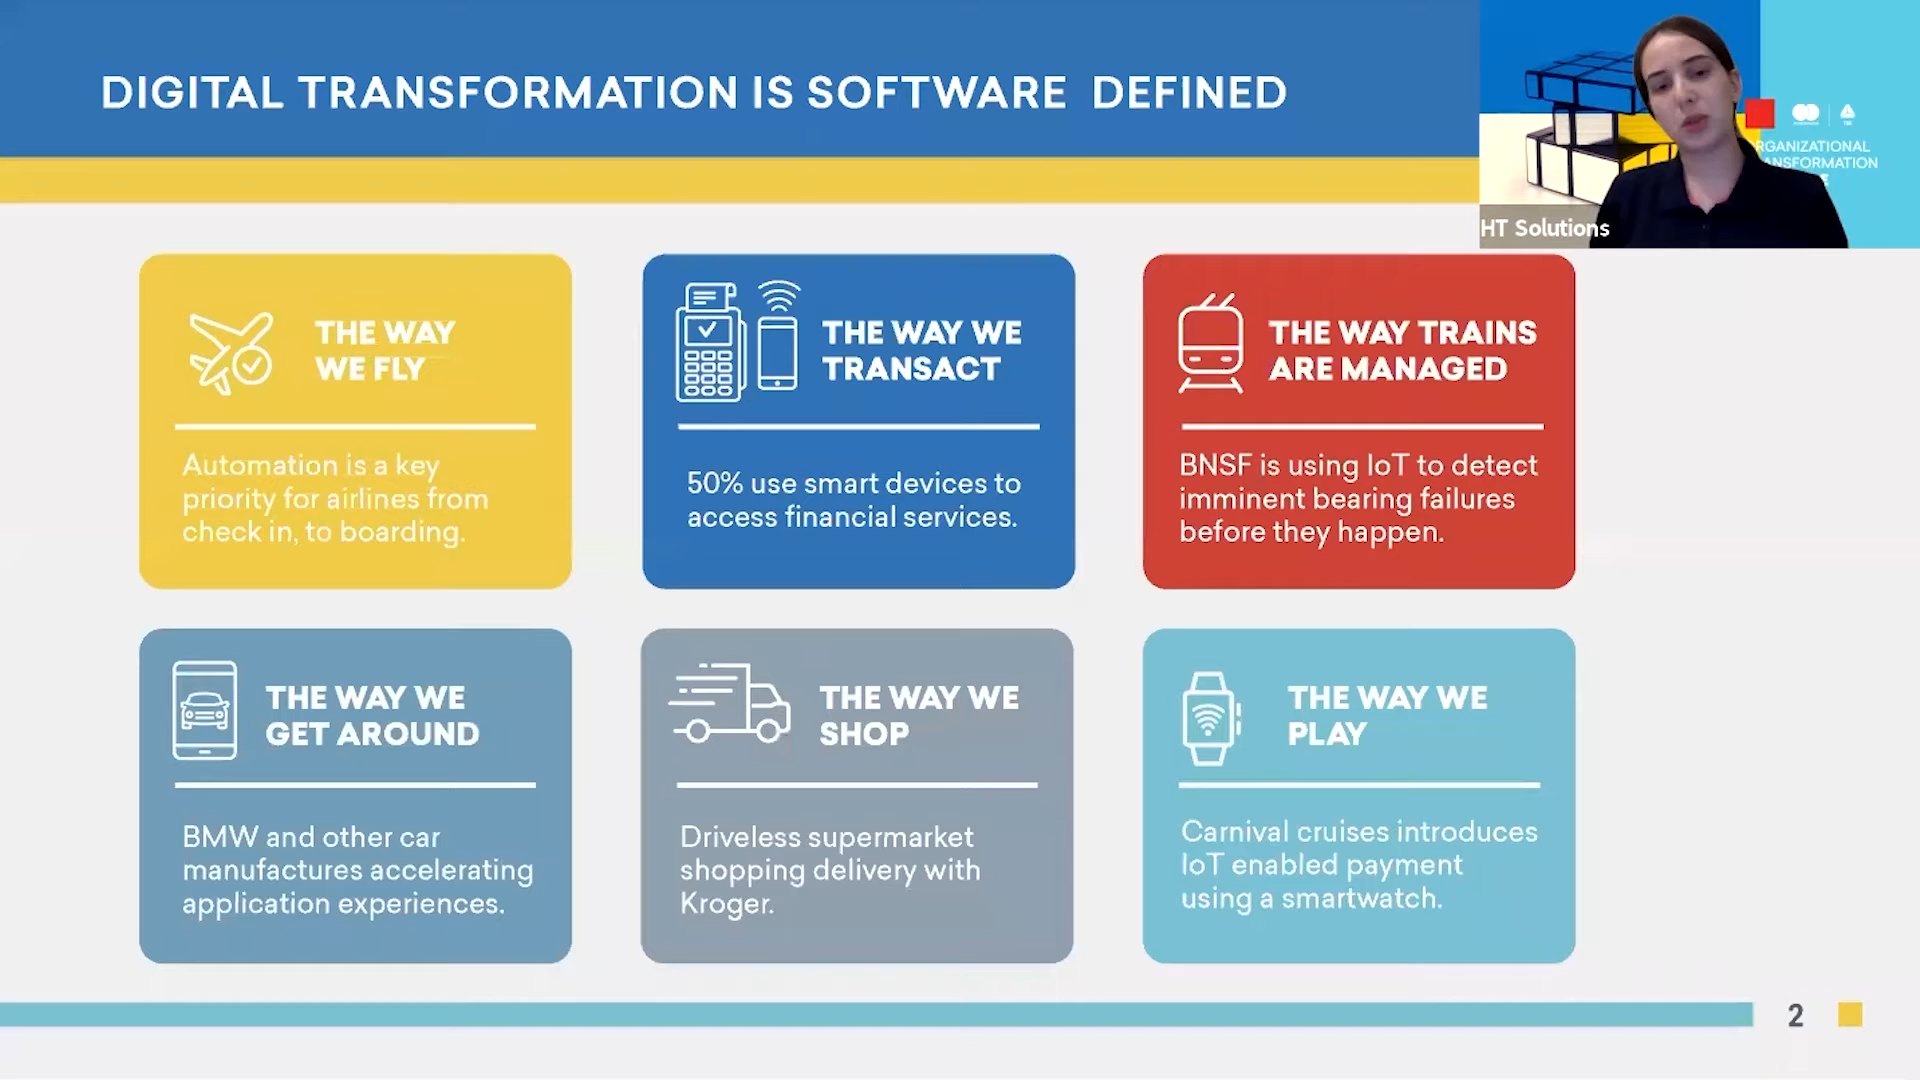 DIGITAL TRANSFORMATION IS SOFTWARE DEFINED
RGANIZATIONAL
ANSFORMATION
HT Solutions
THE WAY
WE FLY
Automation is a key
priority for airlines from
check in, to boarding.
THE WAY WE
TRANSACT
50% use smart devices to
access financial services.
THE WAY TRAINS
ARE MANAGED
BNSF is using IoT to detect
imminent bearing failures
before they happen.
THE WAY WE
GET AROUND
BMW and other car
manufactures accelerating
application experiences.
THE WAY WE
SHOP
Driveless supermarket
shopping delivery with
Kroger.
THE WAY WE
PLAY
Carnival cruises introduces
IoT enabled payment
using a smartwatch.
2